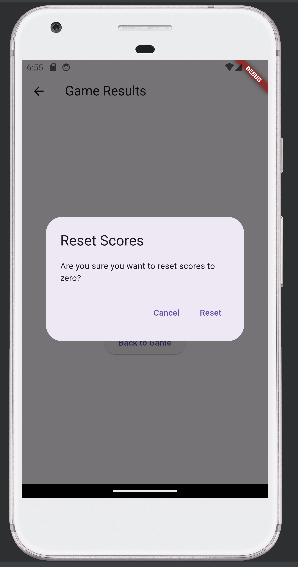 6:55
DEBUG
Game Results
Reset Scores
Are you sure you want to reset scores to
zero?
Cancel Reset
Back to Game